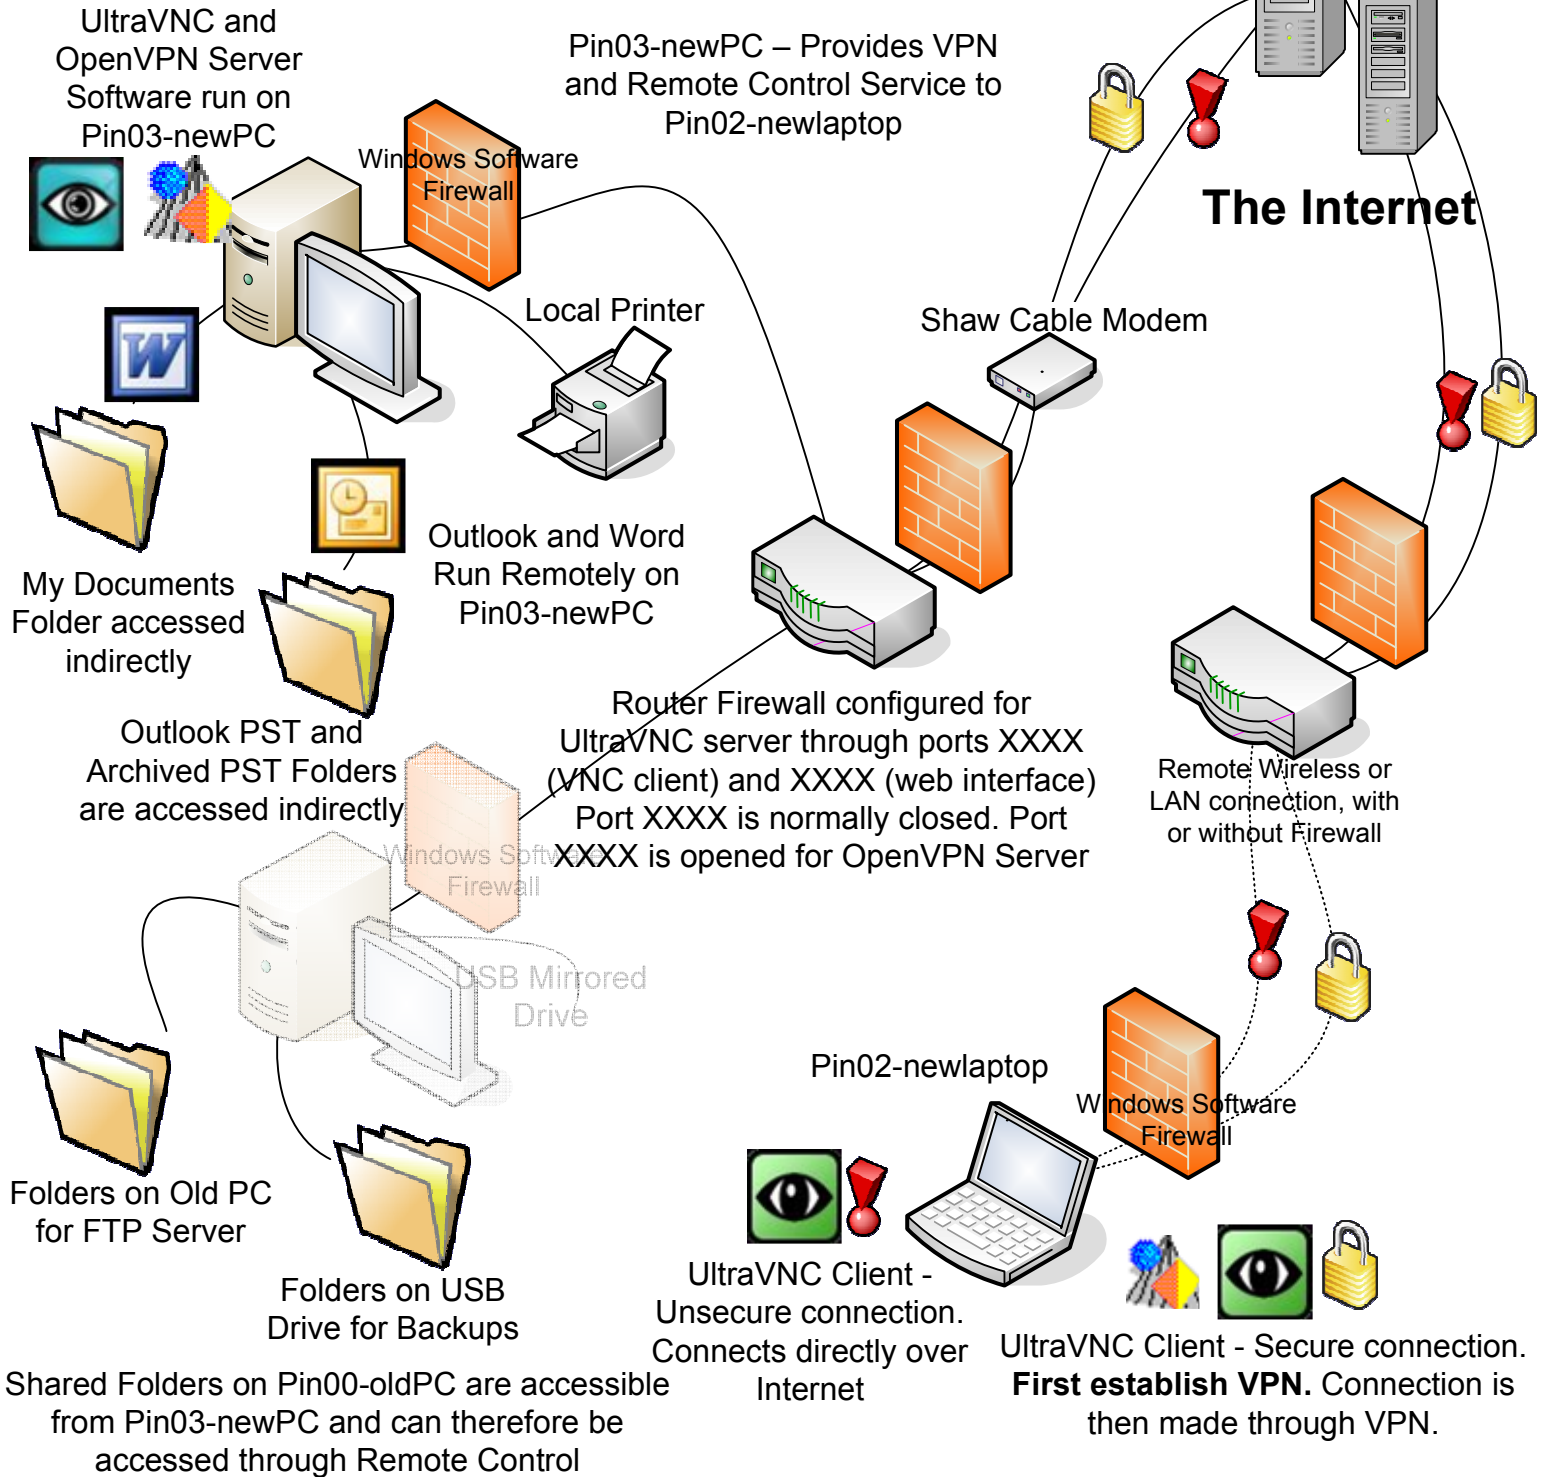 UltraVNC and
OpenVPN Server
Software run on
Pin03-newPC
Pin03-newPC – Provides VPN
and Remote Control Service to
Pin02-newlaptop
Windows Software
Firewall
The Internet
Local Printer
Shaw Cable Modem
W
Outlook and Word
Run Remotely on
Pin03-newPC
My Documents
Folder accessed
indirectly
Outlook PST and
Archived PST Folders
are accessed indirectly
Router Firewall configured for
UltraVNC server through ports XXXX
(VNC client) and XXXX (web interface)
Port XXXX is normally closed. Port
XXXX is opened for OpenVPN Server
Remote Wireless or
LAN connection, with
or without Firewall
Windows Software
Firewall
USB Mirrored
Drive
Pin02-newlaptop
Windows Software
Firewall
Folders on Old PC
for FTP Server
Folders on USB
Drive for Backups
UltraVNC Client -
Unsecure connection.
Connects directly over
Internet
UltraVNC Client - Secure connection.
First establish VPN. Connection is
then made through VPN.
Shared Folders on Pin00-oldPC are accessible
from Pin03-newPC and can therefore be
accessed through Remote Control